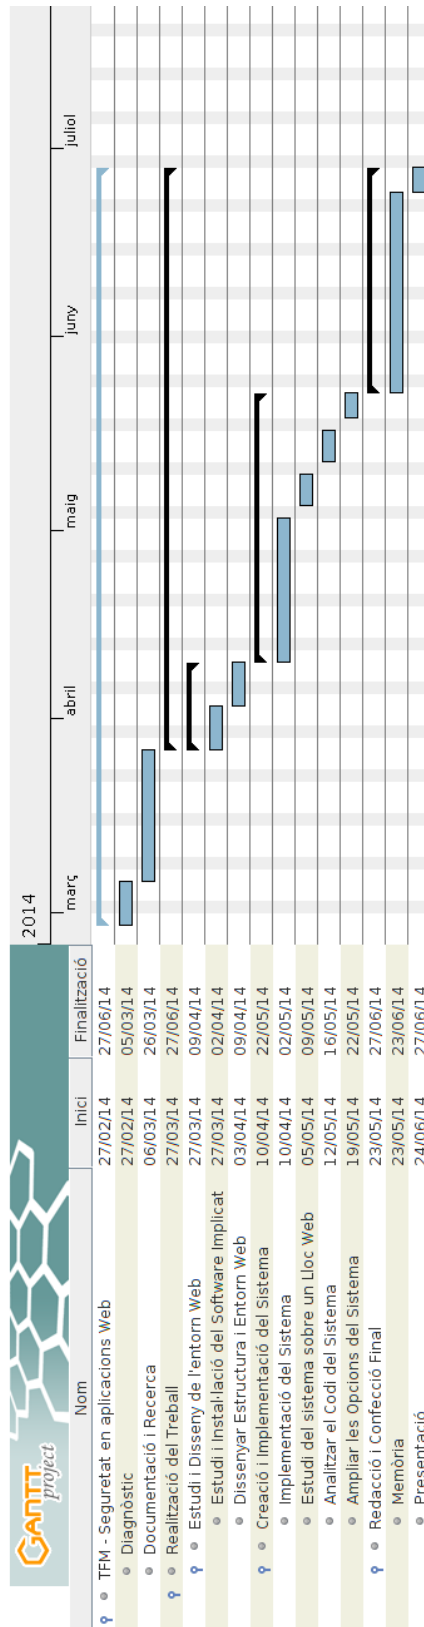 GANTT
project
2014
Nom Inici Finalització març abril maig juny juliol
TFM - Seguretat en aplicacions Web 27/02/14 27/06/14
Diagnòstic 27/02/14 05/03/14
Documentació i Recerca 06/03/14 26/03/14
Realització del Treball 27/03/14 27/06/14
Estudi i Disseny de l'entorn Web 27/03/14 09/04/14
Estudi i Instal·lació del Software Implicat 27/03/14 02/04/14
Dissenyar Estructura i Entorn Web 03/04/14 09/04/14
Creació i Implementació del Sistema 10/04/14 22/05/14
Implementació del Sistema 10/04/14 02/05/14
Estudi del sistema sobre un Lloc Web 05/05/14 09/05/14
Analitzar el Codi del Sistema 12/05/14 16/05/14
Ampliar les Opcions del Sistema 19/05/14 22/05/14
Redacció i Confecció Final 23/05/14 27/06/14
Memòria 23/05/14 23/06/14
Presentació 24/06/14 27/06/14